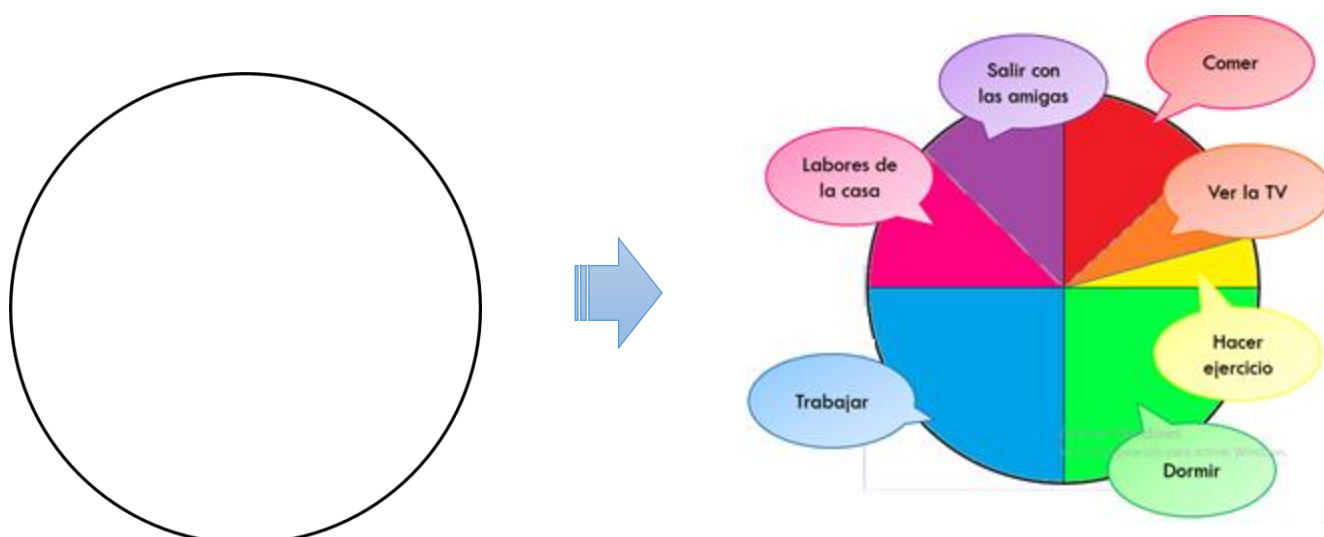 Salir con
las amigas
Comer
Labores de
la casa
Ver la TV
Hacer
ejercicio
Trabajar
Dormir